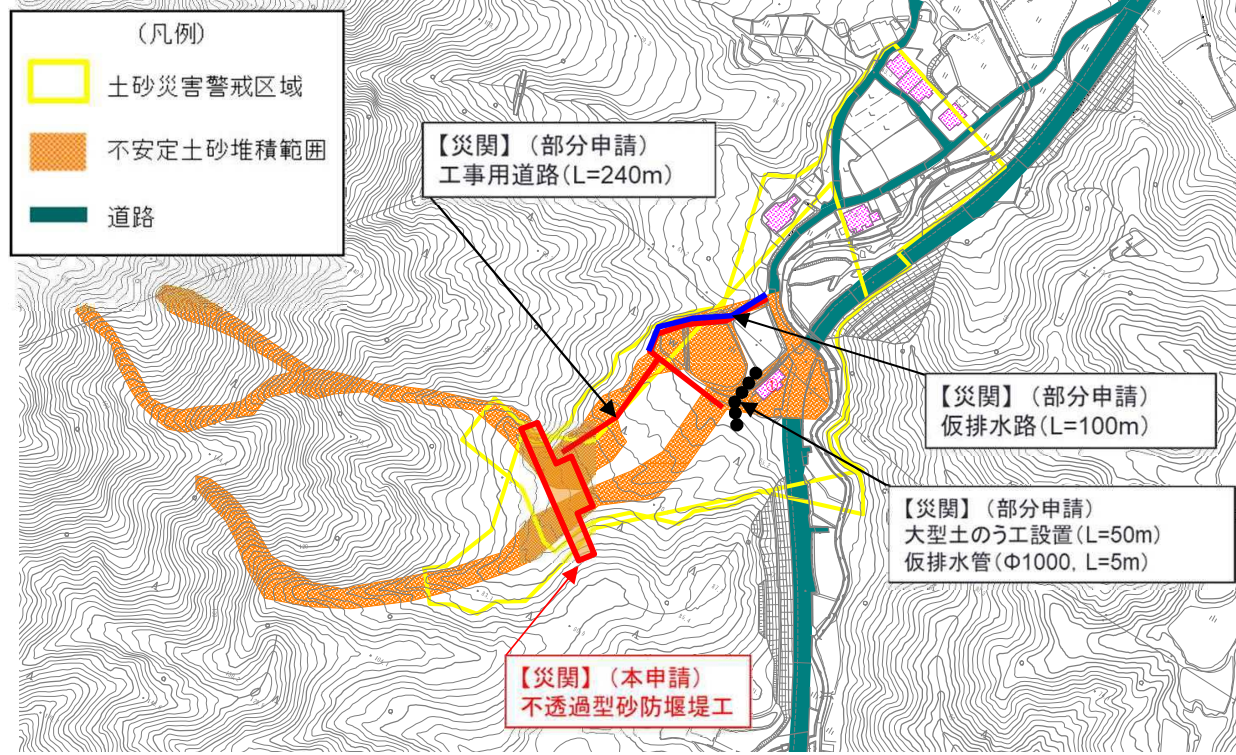 (凡例)
土砂災害警戒区域
不安定土砂堆積範囲
道路
【災関】(部分申請)
工事用道路(L=240m)
【災関】(部分申請)
仮排水路(L=100m)
【災関】(部分申請)
大型土のう工設置(L=50m)
仮排水管(Φ1000, L=5m)
【災関】(本申請)
不透過型砂防堰堤工